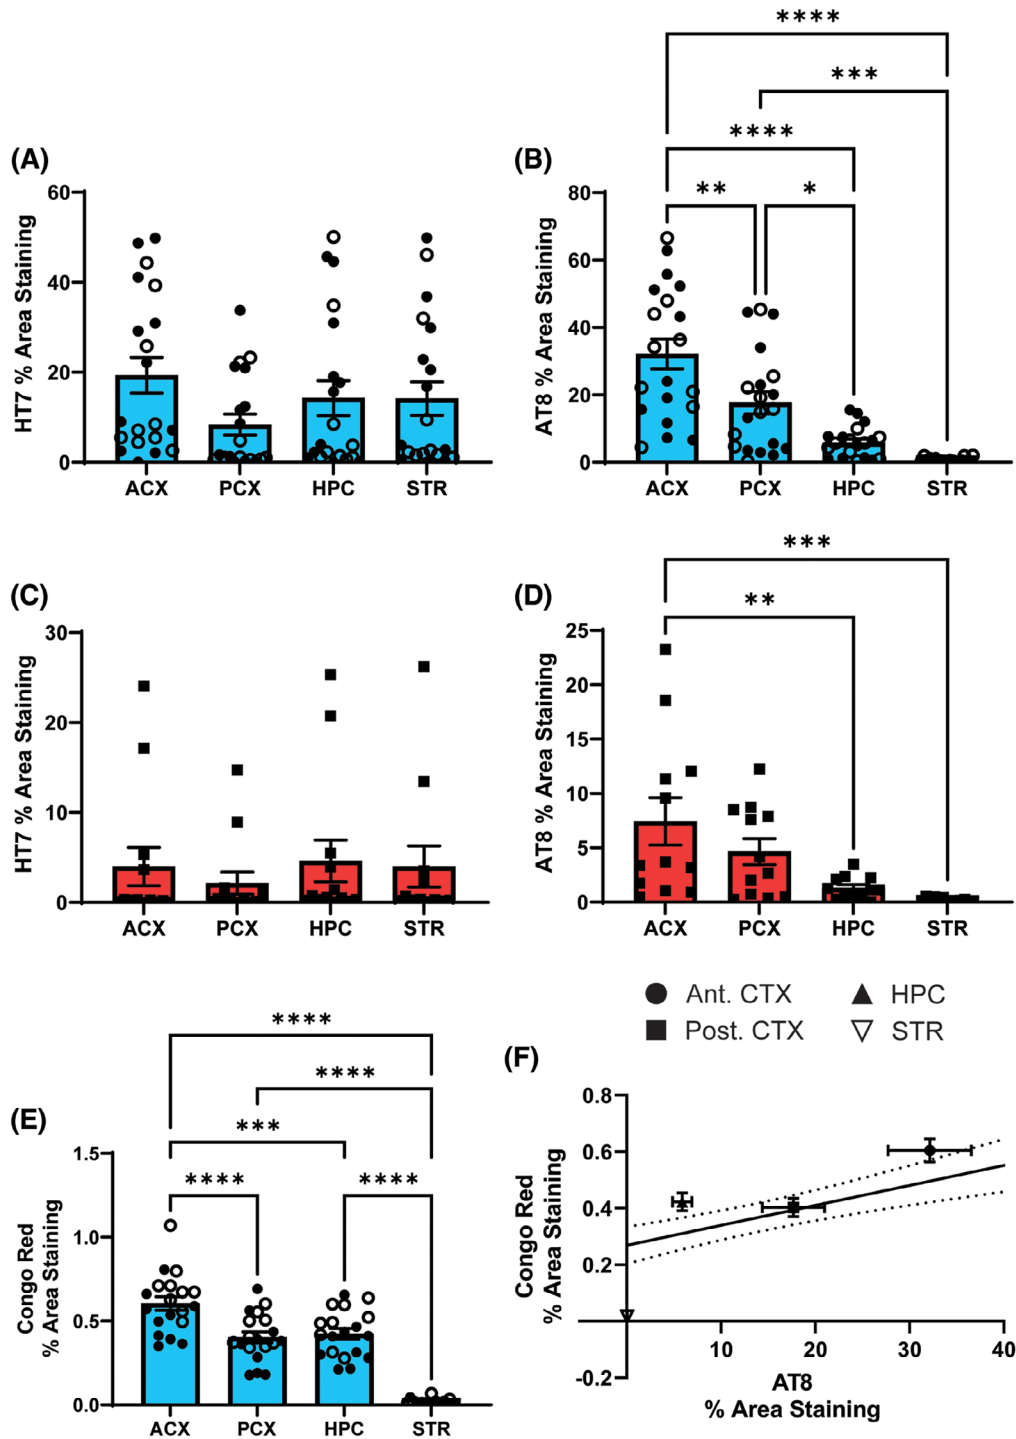 ****
***
(A)
(B)
****
**
*
60
40
20
0
HT7 % Area Staining
ACX
PCX
HPC
STR
80
60
40
20
0
AT8 % Area Staining
ACX
PCX
HPC
STR
***
**
(C)
(D)
30
20
10
0
HT7 % Area Staining
ACX
PCX
HPC
STR
25
20
15
10
5
0
AT8 % Area Staining
ACX
PCX
HPC
STR
Ant. CTX
HPC
Post. CTX
STR
****
****
***
****
****
(E)
(F)
1.5
1.0
0.5
0.0
Congo Red
% Area Staining
ACX
PCX
HPC
STR
0.8
0.6
0.4
0.2
-0.2
Congo Red
% Area Staining
10
20
30
40
AT8
% Area Staining